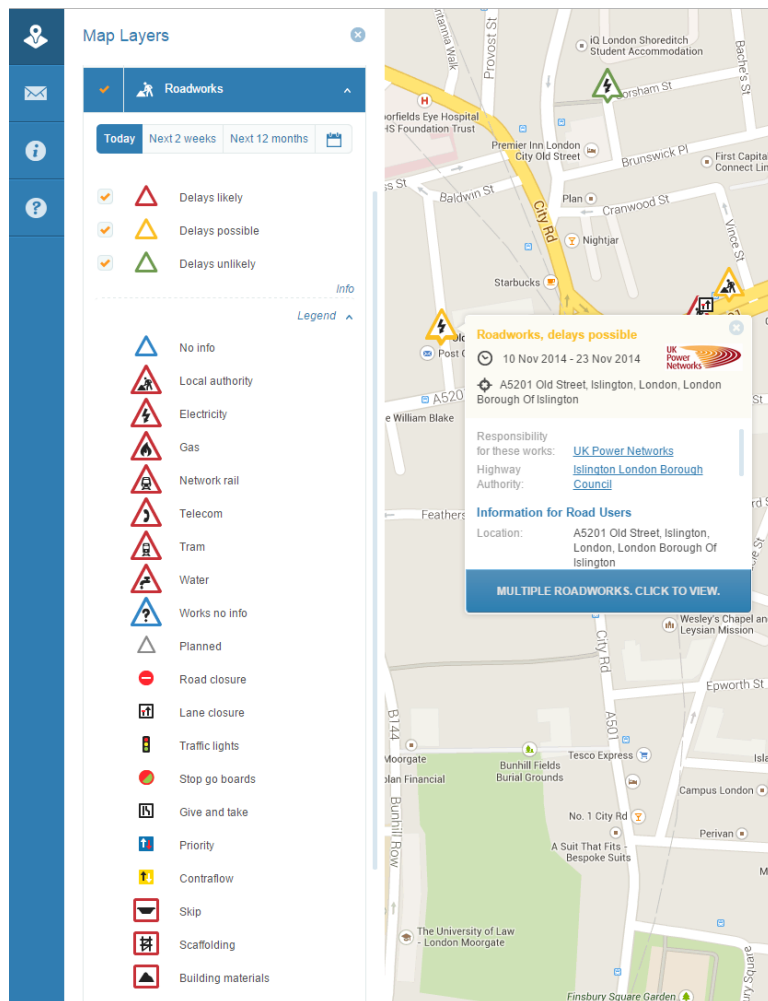 Map Layers
Roadworks
Today
Next 2 weeks
Next 12 months
Delays likely
Delays possible
Delays unlikely
Info
Legend
No info
Local authority
Electricity
Gas
Network rail
Telecom
Tram
Water
Works no info
Planned
Road closure
Lane closure
Traffic lights
Stop go boards
Give and take
Priority
Contraflow
Skip
Scaffolding
Building materials
Britannia Walk
Provost St
iQ London Shoreditch
Student Accommodation
Bache's St
orsham St
H
oorfields Eye Hospital
HS Foundation Trust
Premier Inn London
City Old Street
Brunswick Pl
First Capital
Connect Lin
Baldwin St
City Rd
Plan
Cranwood St
Vince St
Nightjar
Starbucks
Post
A520
e William Blake
Feathers
Roadworks, delays possible
10 Nov 2014 - 23 Nov 2014
UK
Power
Networks
A5201 Old Street, Islington, London, London
Borough Of Islington
Responsibility
for these works:
UK Power Networks
Highway
Authority:
Islington London Borough
Council
Information for Road Users
Location:
A5201 Old Street, Islington,
London, London Borough Of
Islington
MULTIPLE ROADWORKS. CLICK TO VIEW.
Wesley's Chapel and
Leysian Mission
City Rd
Epworth St
A501
B144
Moorgate
plan Financial
Bunhill Fields
Burial Grounds
Tesco Express
Campus London
No. 1 City Rd
Perivan
A Suit That Fits -
Bespoke Suits
Bunhill Row
The University of Law
- London Moorgate
Finsbury Square Garden